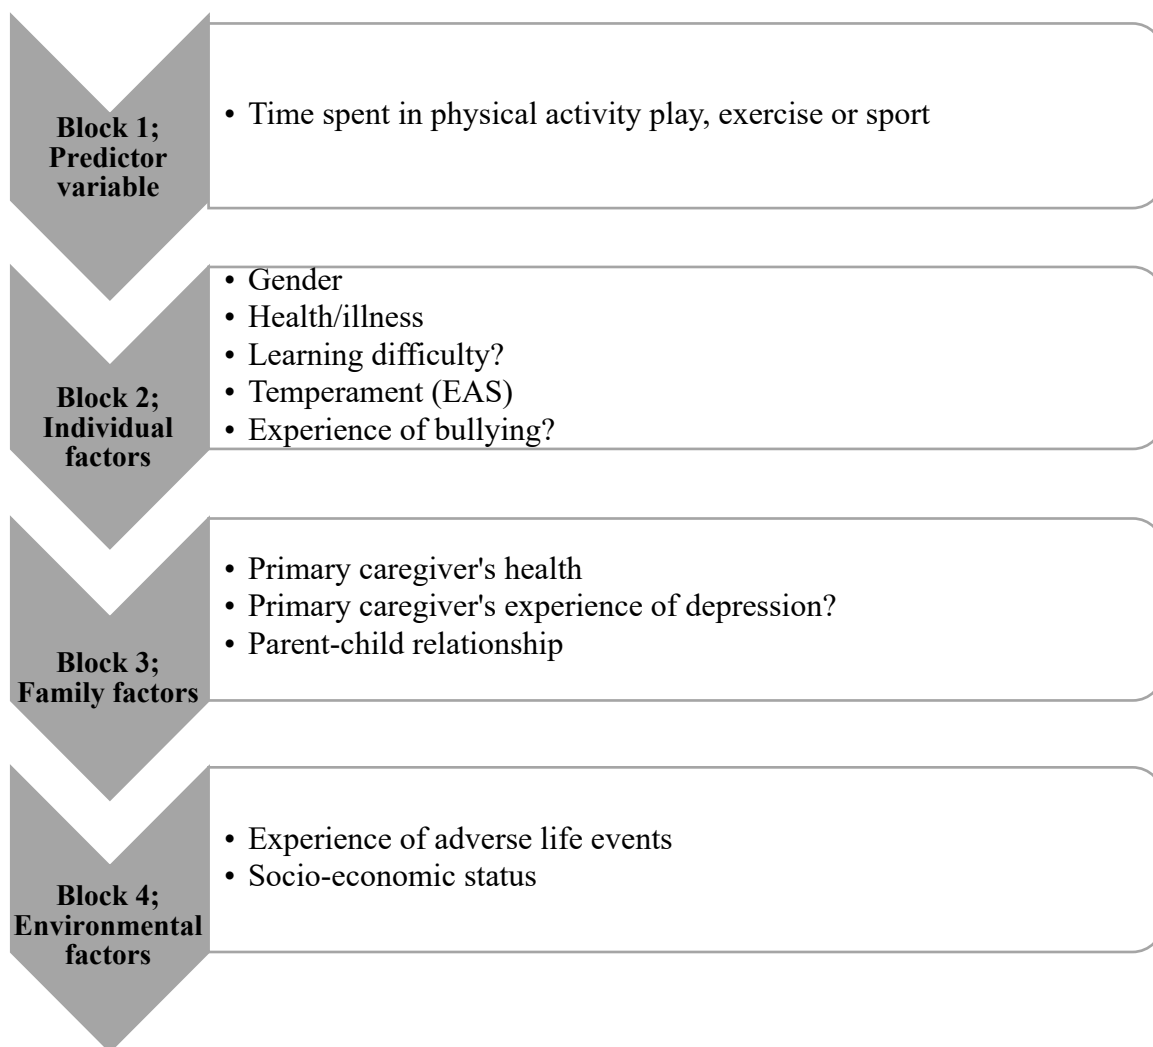 Block 1;
Predictor
variable
• Time spent in physical activity play, exercise or sport
Block 2;
Individual
factors
• Gender
• Health/illness
• Learning difficulty?
• Temperament (EAS)
• Experience of bullying?
Block 3;
Family factors
• Primary caregiver's health
• Primary caregiver's experience of depression?
• Parent-child relationship
Block 4;
Environmental
factors
• Experience of adverse life events
• Socio-economic status